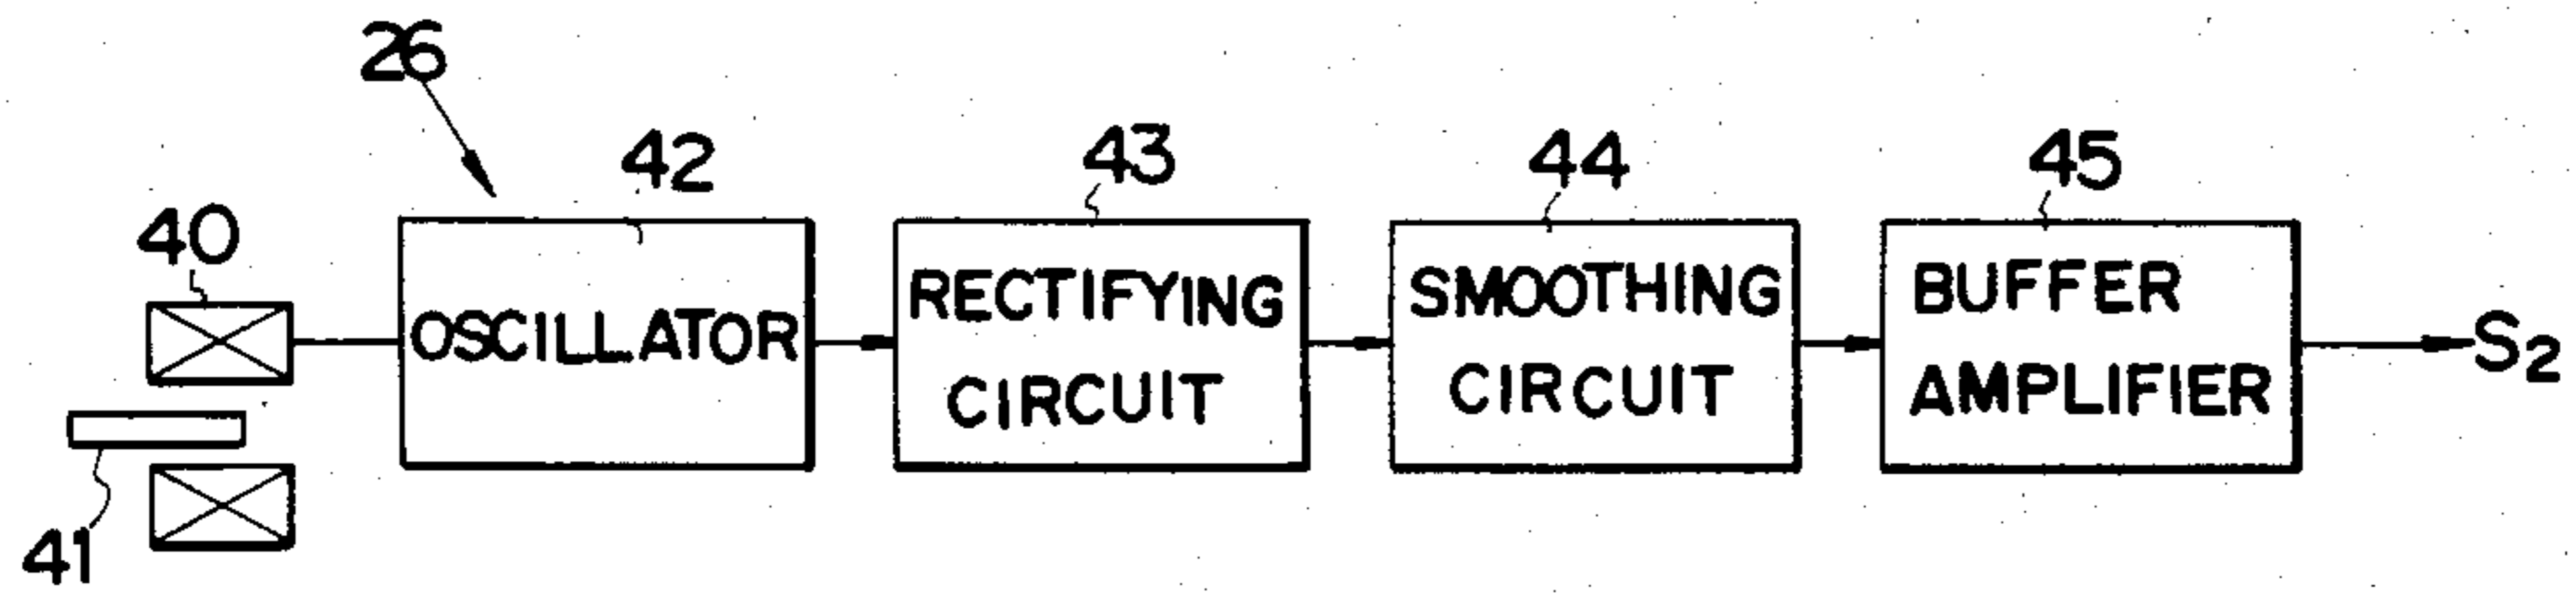 26
42
43
44
45
40
OSCILLATOR
RECTIFYING
CIRCUIT
SMOOTHING
CIRCUIT
BUFFER
AMPLIFIER
S2
41